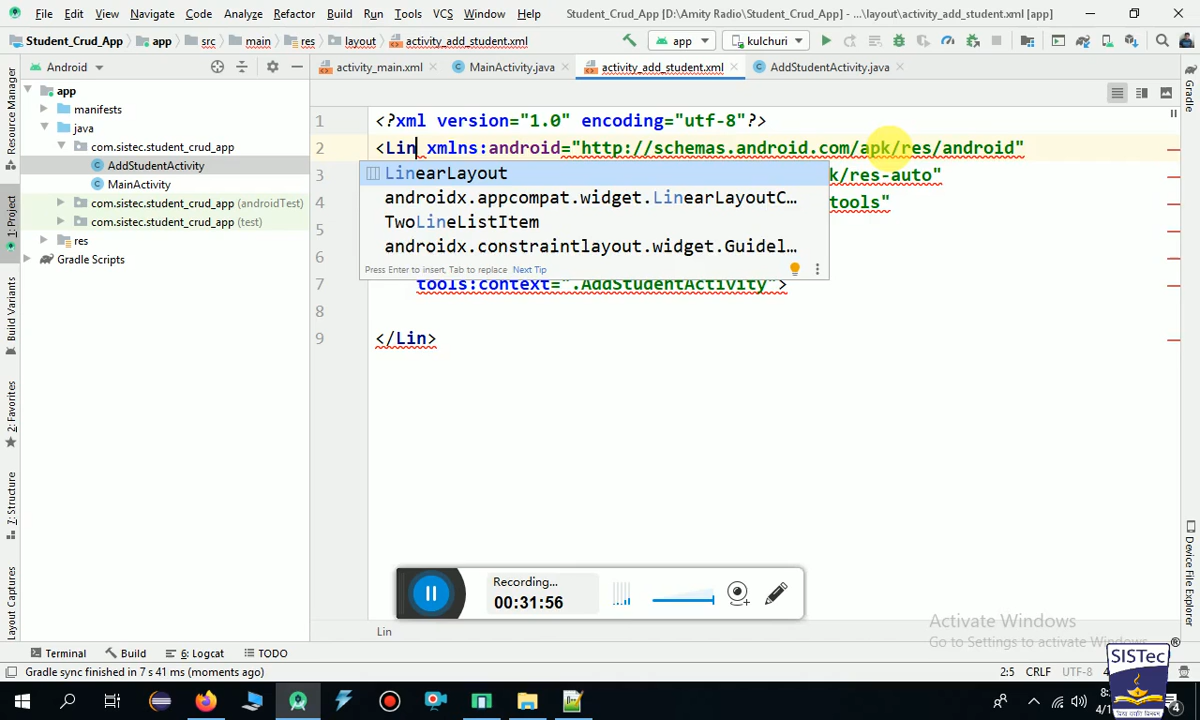 File Edit View Navigate Code Analyze Refactor Build Run Tools VCS Window Help Student_Crud_App [D:\Amity Radio\Student_Crud_App] - ...\layout\activity_add_student.xml [app]
Student_Crud_App app src main res layout activity_add_student.xml app kulchuri
Android activity_main.xml MainActivity.java activity_add_student.xml AddStudentActivity.java
Resource Manager
1: Project
Build Variants
2: Favorites
7: Structure
Layout Captures
app
manifests
java
com.sistec.student_crud_app
AddStudentActivity
MainActivity
com.sistec.student_crud_app (androidTest)
com.sistec.student_crud_app (test)
res
Gradle Scripts
1 <?xml version="1.0" encoding="utf-8"?>
2 <Lin xmlns:android="http://schemas.android.com/apk/res/android"
3 k/res-auto"
4 tools"
5
6
7 tools:context=".AddStudentActivity">
8
9 </Lin>
LinearLayout
androidx.appcompat.widget.LinearLayoutC...
TwoLineListItem
androidx.constraintlayout.widget.Guidel...
Press Enter to insert, Tab to replace Next Tip
Gradle
Device File Explorer
Recording...
00:31:56
Activate Windows
Go to Settings to activate Windows.
Lin
Terminal Build 6: Logcat TODO
Gradle sync finished in 7 s 41 ms (moments ago) 2:5 CRLF UTF-8
SISTec
®
4